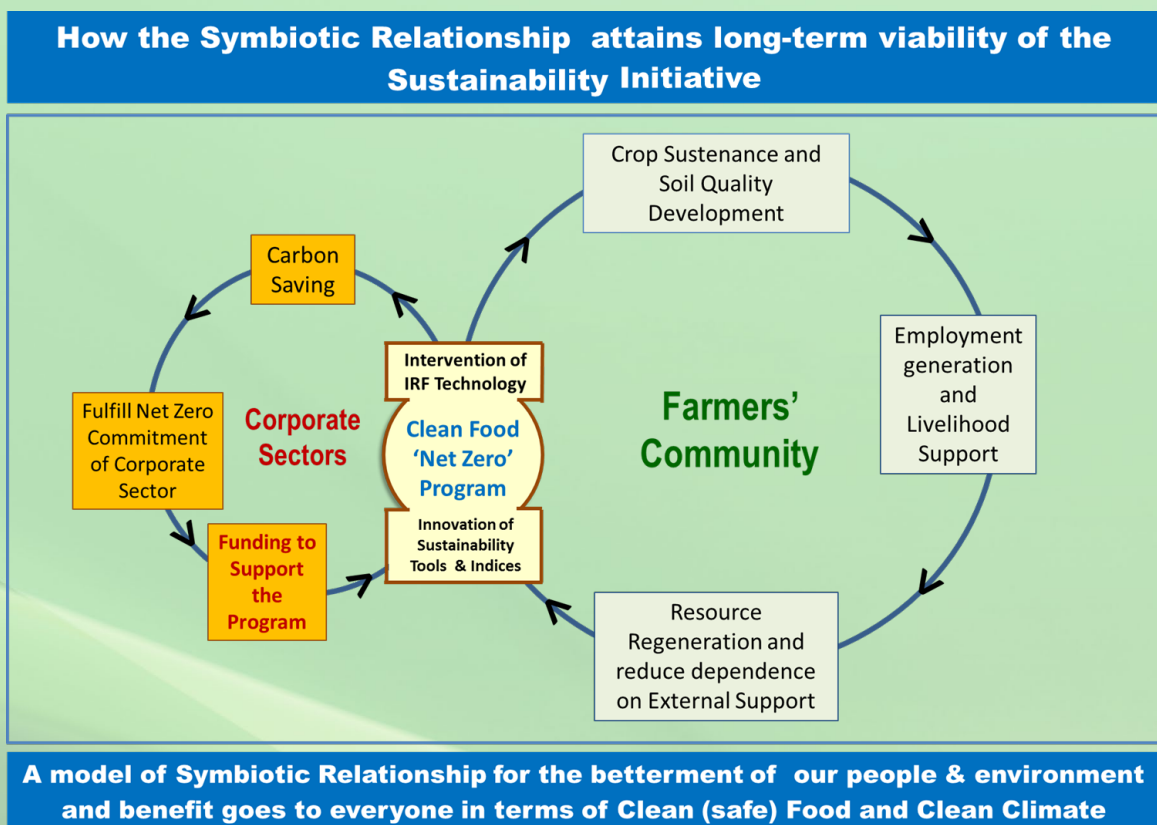 How the Symbiotic Relationship attains long-term viability of the
Sustainability Initiative
Crop Sustenance and
Soil Quality
Development
Carbon
Saving
Employment
generation
and
Livelihood
Support
Intervention of
IRF Technology
Fulfill Net Zero
Commitment
of Corporate
Sector
Corporate
Sectors
Clean Food
‘Net Zero’
Program
Farmers’
Community
Innovation of
Sustainability
Tools & Indices
Funding to
Support
the
Program
Resource
Regeneration and
reduce dependence
on External Support
A model of Symbiotic Relationship for the betterment of our people & environment
and benefit goes to everyone in terms of Clean (safe) Food and Clean Climate